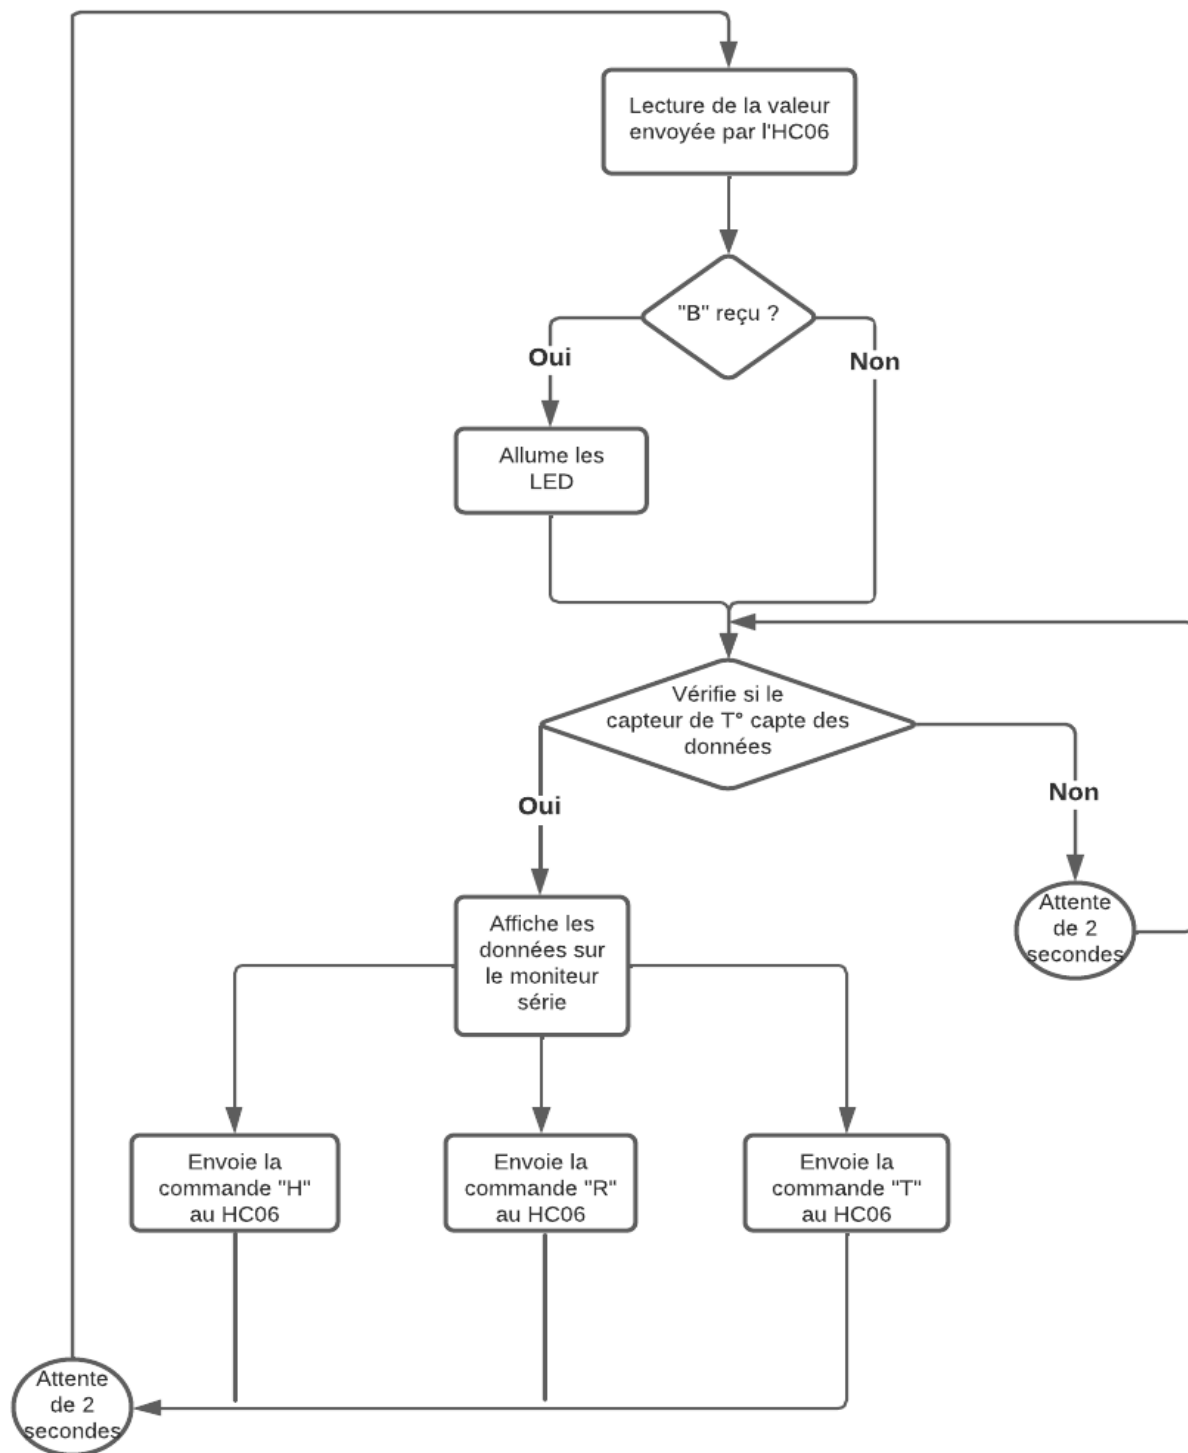 Lecture de la valeur
envoyée par l'HC06
"B" reçu ?
Oui
Non
Allume les
LED
Vérifie si le
capteur de T° capte des
données
Oui
Non
Attente
de 2
secondes
Affiche les
données sur
le moniteur
série
Envoie la
commande "H"
au HC06
Envoie la
commande "R"
au HC06
Envoie la
commande "T"
au HC06
Attente
de 2
secondes